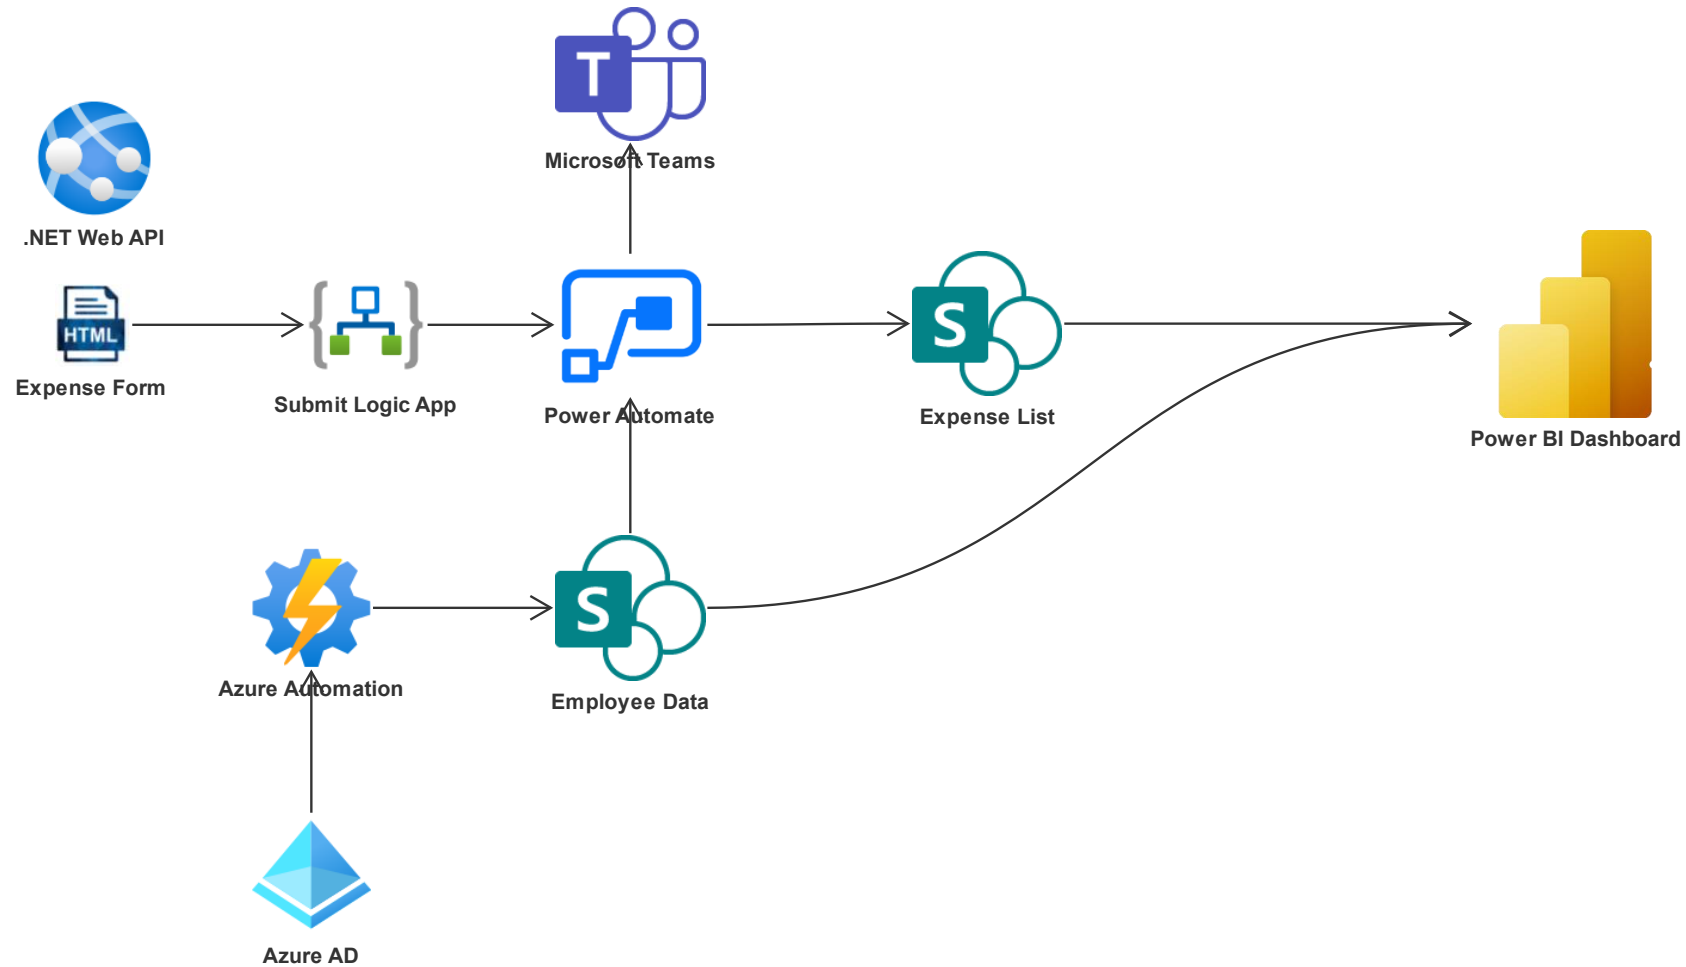 T
Microsoft Teams
.NET Web API
HTML
Expense Form
Submit Logic App
Power Automate
S
Expense List
Power BI Dashboard
Azure Automation
S
Employee Data
Azure AD